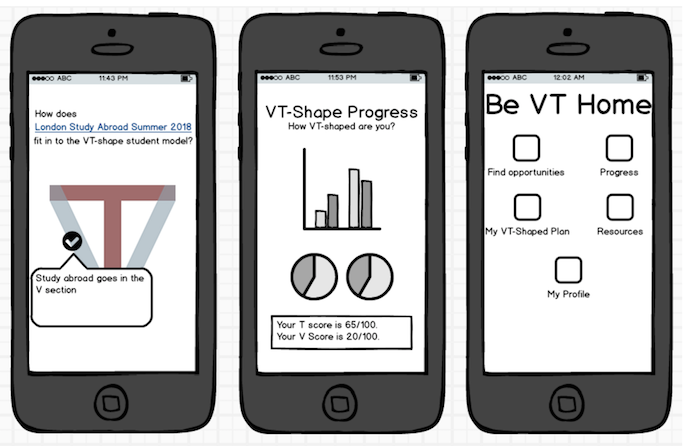 ABC 11:43 PM
How does
London Study Abroad Summer 2018
fit in to the VT-shape student model?
Study abroad goes in the
V section
ABC 11:53 PM
VT-Shape Progress
How VT-shaped are you?
Your T score is 65/100.
Your V Score is 20/100.
ABC 12:02 AM
Be VT Home
Find opportunities
Progress
My VT-Shaped Plan
Resources
My Profile